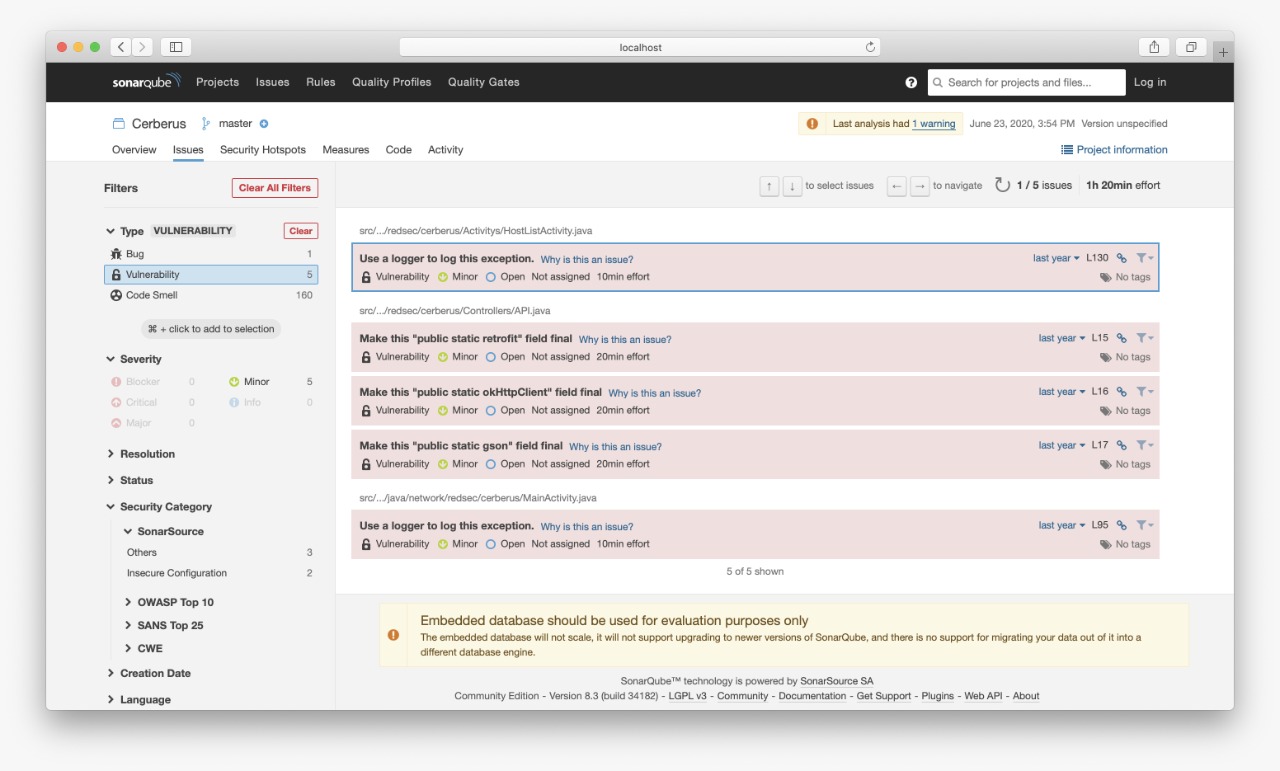 localhost
sonarqube Projects Issues Rules Quality Profiles Quality Gates Search for projects and files... Log in
Cerberus master Last analysis had 1 warning June 23, 2020, 3:54 PM Version unspecified
Overview Issues Security Hotspots Measures Code Activity Project information
Filters Clear All Filters
↑ ↓ to select issues ← → to navigate 1 / 5 issues 1h 20min effort
Type VULNERABILITY Clear
Bug 1
Vulnerability 5
Code Smell 160
⌘ + click to add to selection
Severity
Blocker 0 Minor 5
Critical 0 Info 0
Major 0
Resolution
Status
Security Category
SonarSource
Others 3
Insecure Configuration 2
OWASP Top 10
SANS Top 25
CWE
Creation Date
Language
src/.../redsec/cerberus/Activitys/HostListActivity.java
Use a logger to log this exception. Why is this an issue? last year L130
Vulnerability Minor Open Not assigned 10min effort No tags
src/.../redsec/cerberus/Controllers/API.java
Make this "public static retrofit" field final Why is this an issue? last year L15
Vulnerability Minor Open Not assigned 20min effort No tags
Make this "public static okHttpClient" field final Why is this an issue? last year L16
Vulnerability Minor Open Not assigned 20min effort No tags
Make this "public static gson" field final Why is this an issue? last year L17
Vulnerability Minor Open Not assigned 20min effort No tags
src/.../java/network/redsec/cerberus/MainActivity.java
Use a logger to log this exception. Why is this an issue? last year L95
Vulnerability Minor Open Not assigned 10min effort No tags
5 of 5 shown
Embedded database should be used for evaluation purposes only
The embedded database will not scale, it will not support upgrading to newer versions of SonarQube, and there is no support for migrating your data out of it into a
different database engine.
SonarQube™ technology is powered by SonarSource SA
Community Edition - Version 8.3 (build 34182) - LGPL v3 - Community - Documentation - Get Support - Plugins - Web API - About